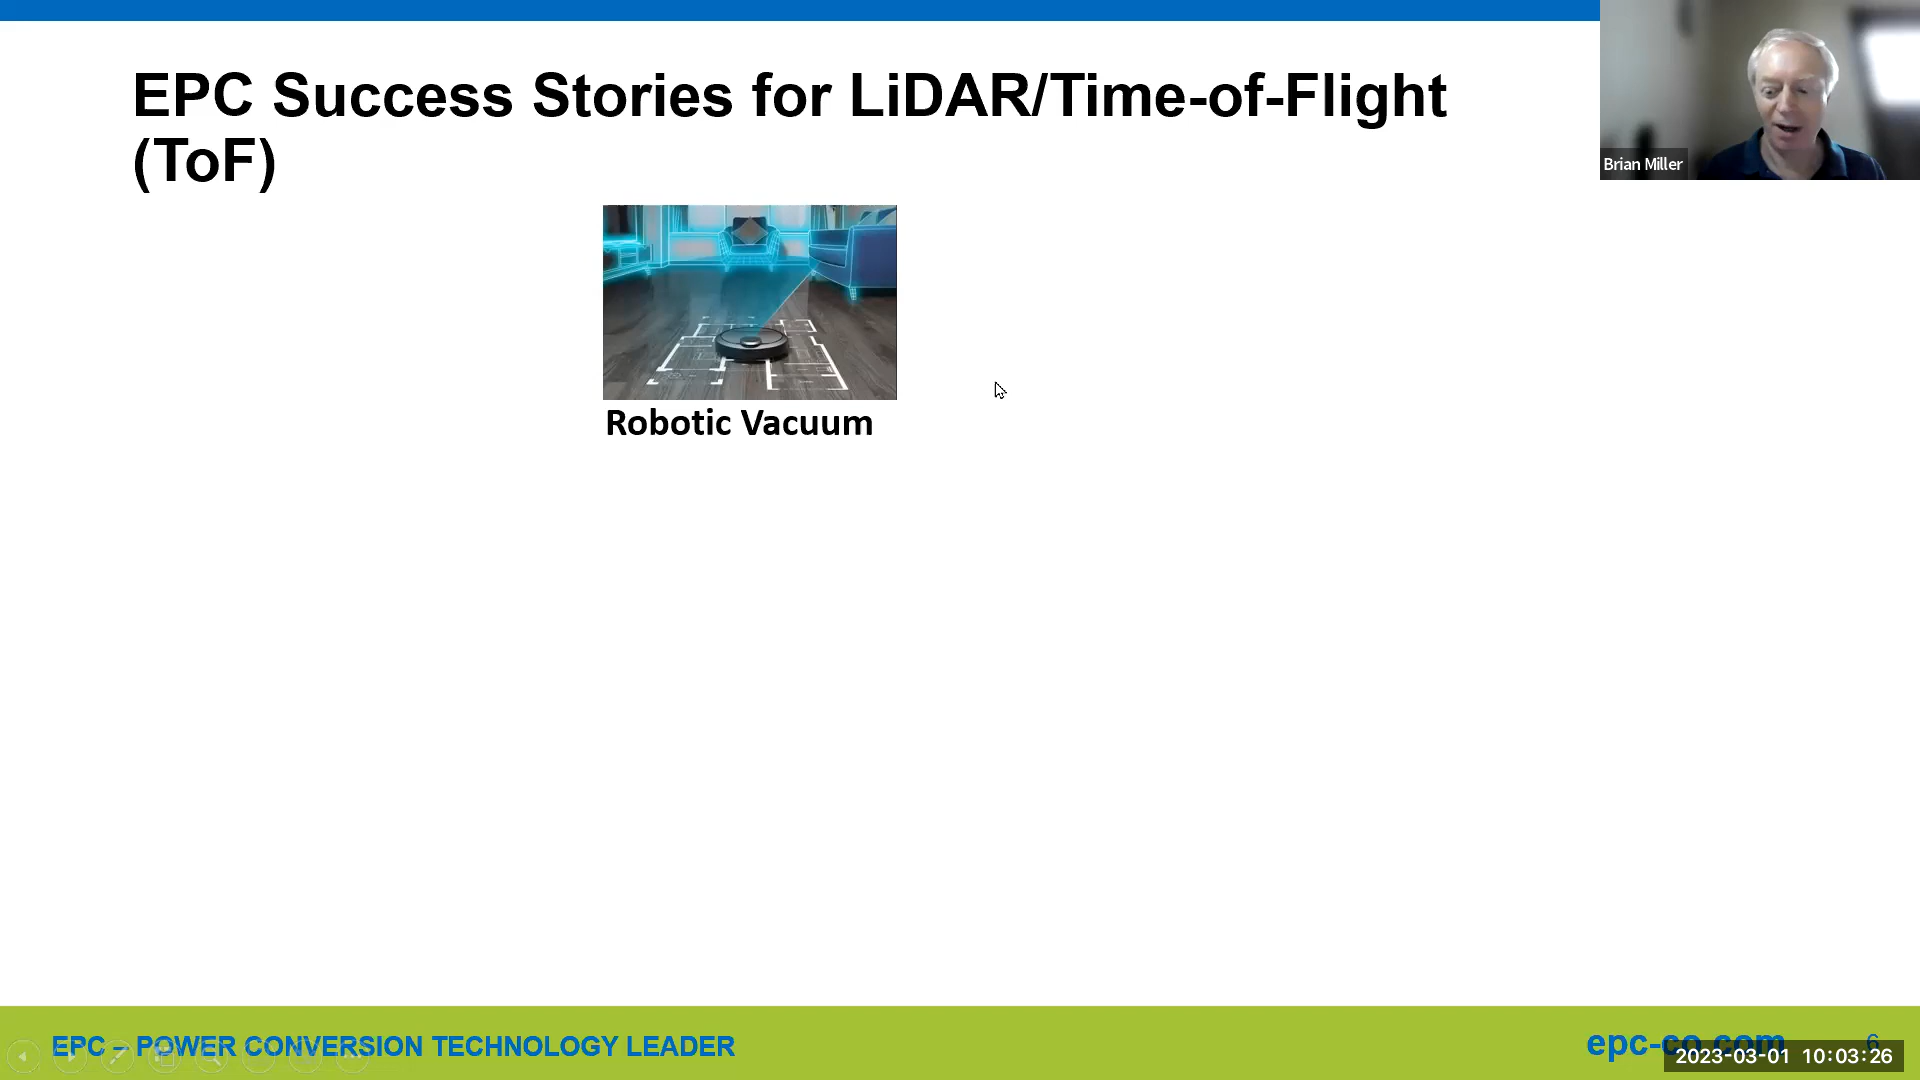 EPC Success Stories for LiDAR/Time-of-Flight
(ToF)
Brian Miller
Robotic Vacuum
EPC – POWER CONVERSION TECHNOLOGY LEADER
epc-co.com
6
2023-03-01 10:03:26